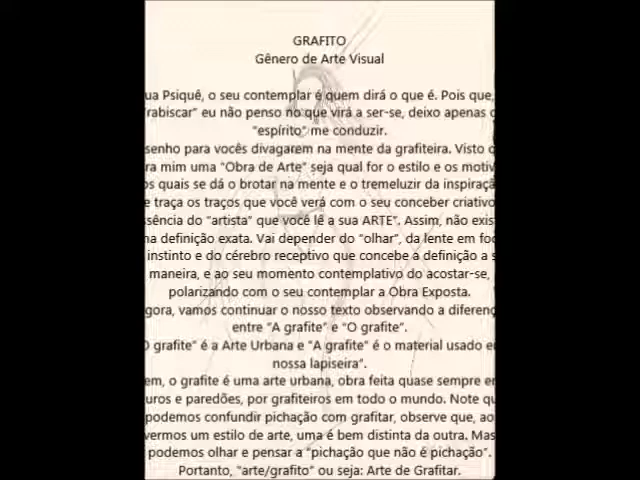 GRAFITO
Gênero de Arte Visual
ua Psiquê, o seu contemplar é quem dirá o que é. Pois que,
"rabiscar" eu não penso no que virá a ser-se, deixo apenas
"espírito" me conduzir.
senho para vocês divagarem na mente da grafiteira. Visto
ra mim uma "Obra de Arte" seja qual for o estilo e os motiv
os quais se dá o brotar na mente e o tremeluzir da inspiraçã
e traça os traços que você verá com o seu conceber criativo
ssência do "artista" que você lê a sua ARTE". Assim, não exis
na definição exata. Vai depender do "olhar", da lente em foc
instinto e do cérebro receptivo que concebe a definição a s
maneira, e ao seu momento contemplativo do acostar-se,
polarizando com o seu contemplar a Obra Exposta.
gora, vamos continuar o nosso texto observando a diferenç
entre "A grafite" e "O grafite".
O grafite" é a Arte Urbana e "A grafite" é o material usado e
nossa lapiseira".
em, o grafite é uma arte urbana, obra feita quase sempre e
uros e paredões, por grafiteiros em todo o mundo. Note qu
podemos confundir pichação com grafitar, observe que, ao
vermos um estilo de arte, uma é bem distinta da outra. Mas
podemos olhar e pensar a "pichação que não é pichação".
Portanto, "arte/grafito" ou seja: Arte de Grafitar.